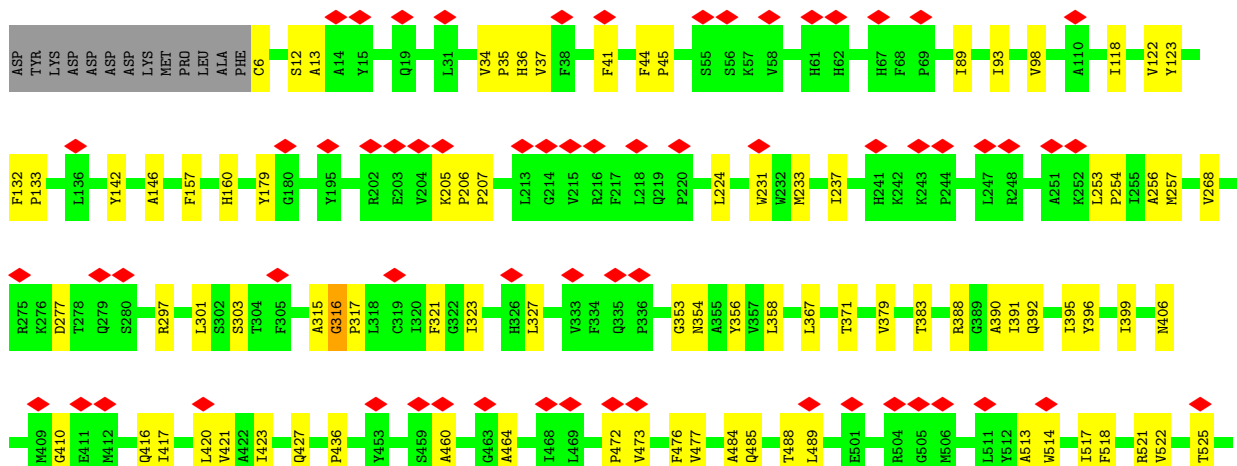 ASP TYR LYS ASP ASP ASP ASP LYS MET PRO LEU ALA PHE C6 S12 A13 A14 Y15 Q19 L31 V34 P35 H36 V37 F38 F41 F44 P45 S55 S56 K57 V58 H61 H62 H67 F68 P69 I89 I93 V98 A110 I118 V122 Y123
F132 P133 L136 Y142 A146 F157 H160 Y179 G180 Y195 R202 E203 V204 K205 P206 P207 L213 G214 V215 R216 F217 L218 Q219 P220 L224 W231 W232 M233 I237 H241 K242 K243 P244 L247 R248 A251 K252 L253 P254 I255 A256 M257 V268
R275 K276 D277 T278 Q279 S280 R297 L301 S302 S303 T304 F305 A315 G316 P317 L318 C319 I320 F321 G322 I323 H326 L327 V333 F334 Q335 P336 G353 N354 A355 Y356 V357 L358 L367 T371 V379 T383 R388 G389 A390 I391 Q392 I395 Y396 I399 N406
M409 G410 E411 M412 Q416 I417 L420 V421 A422 I423 Q427 P436 Y453 S459 A460 G463 A464 I468 L469 P472 V473 F476 V477 A484 Q485 T488 L489 E501 R504 G505 M506 L511 Y512 A513 W514 I517 F518 R521 V522 T525